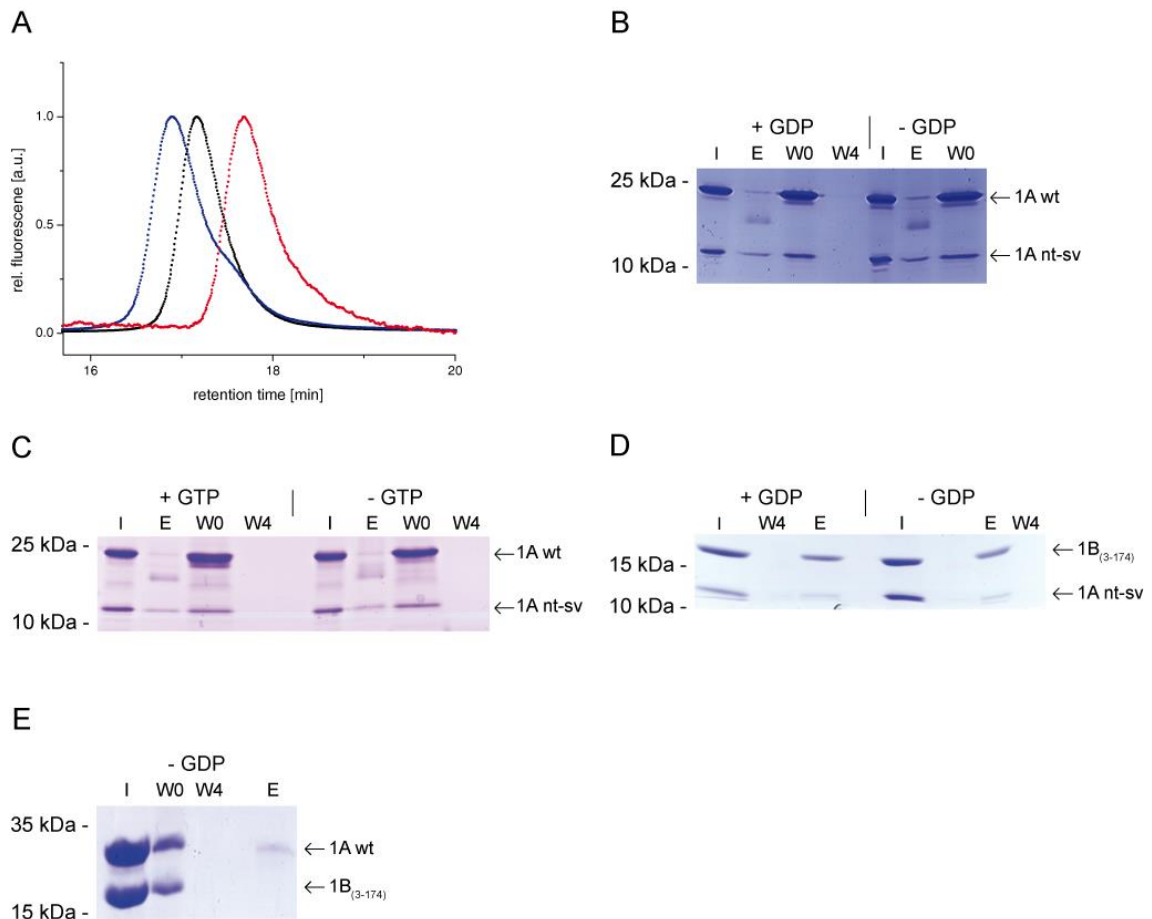 A
rel. fluorescene [a.u.]
1.0
0.5
0.0
16
18
20
retention time [min]
B
+ GDP | - GDP
I E W0 W4 I E W0
25 kDa -
10 kDa -
← 1A wt
← 1A nt-sv
C
+ GTP | - GTP
I E W0 W4 I E W0 W4
25 kDa -
10 kDa -
← 1A wt
← 1A nt-sv
D
+ GDP | - GDP
I W4 E I E W4
15 kDa -
10 kDa -
← 1B(3-174)
← 1A nt-sv
E
- GDP
I W0 W4 E
35 kDa -
15 kDa -
← 1A wt
← 1B(3-174)